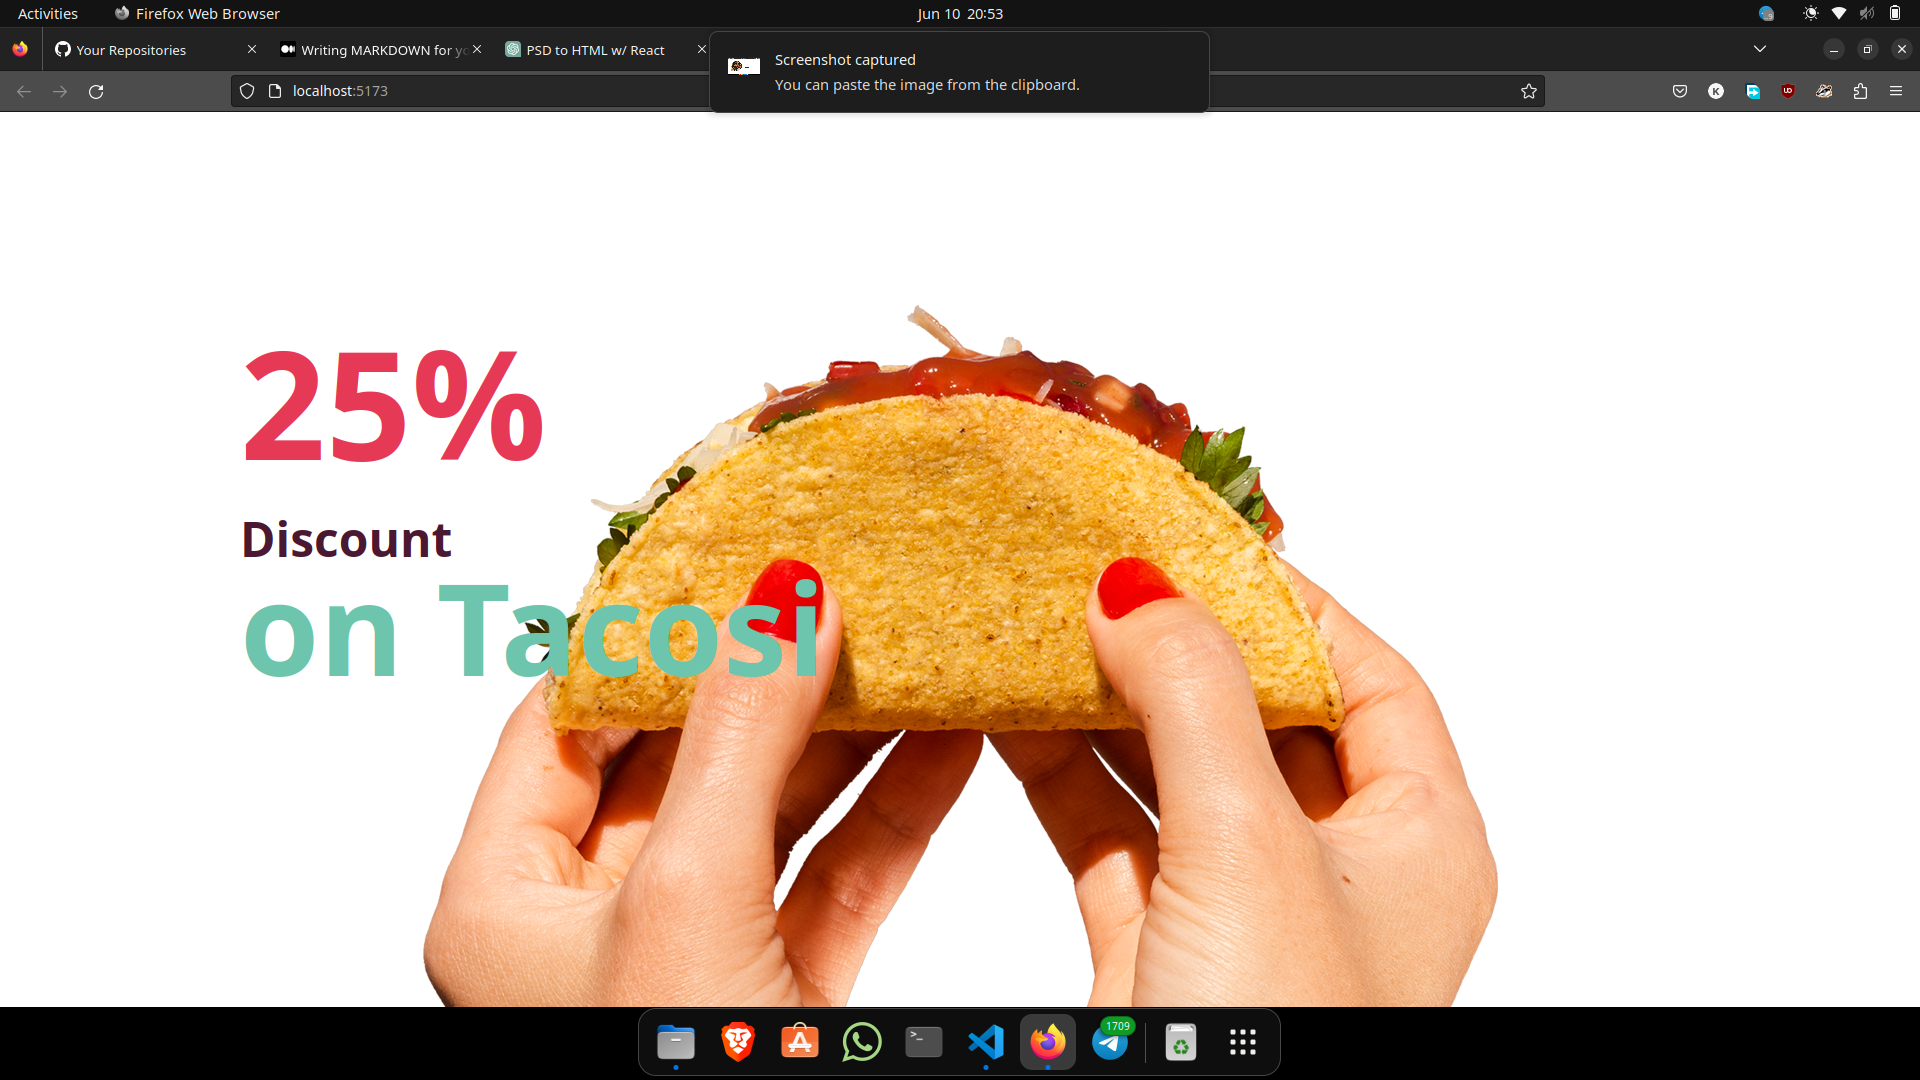 Activities
Firefox Web Browser
Jun 10 20:53
Your Repositories
Writing MARKDOWN for yo
PSD to HTML w/ React
Screenshot captured
You can paste the image from the clipboard.
localhost:5173
K
25%
Discount
on Tacosi
1709